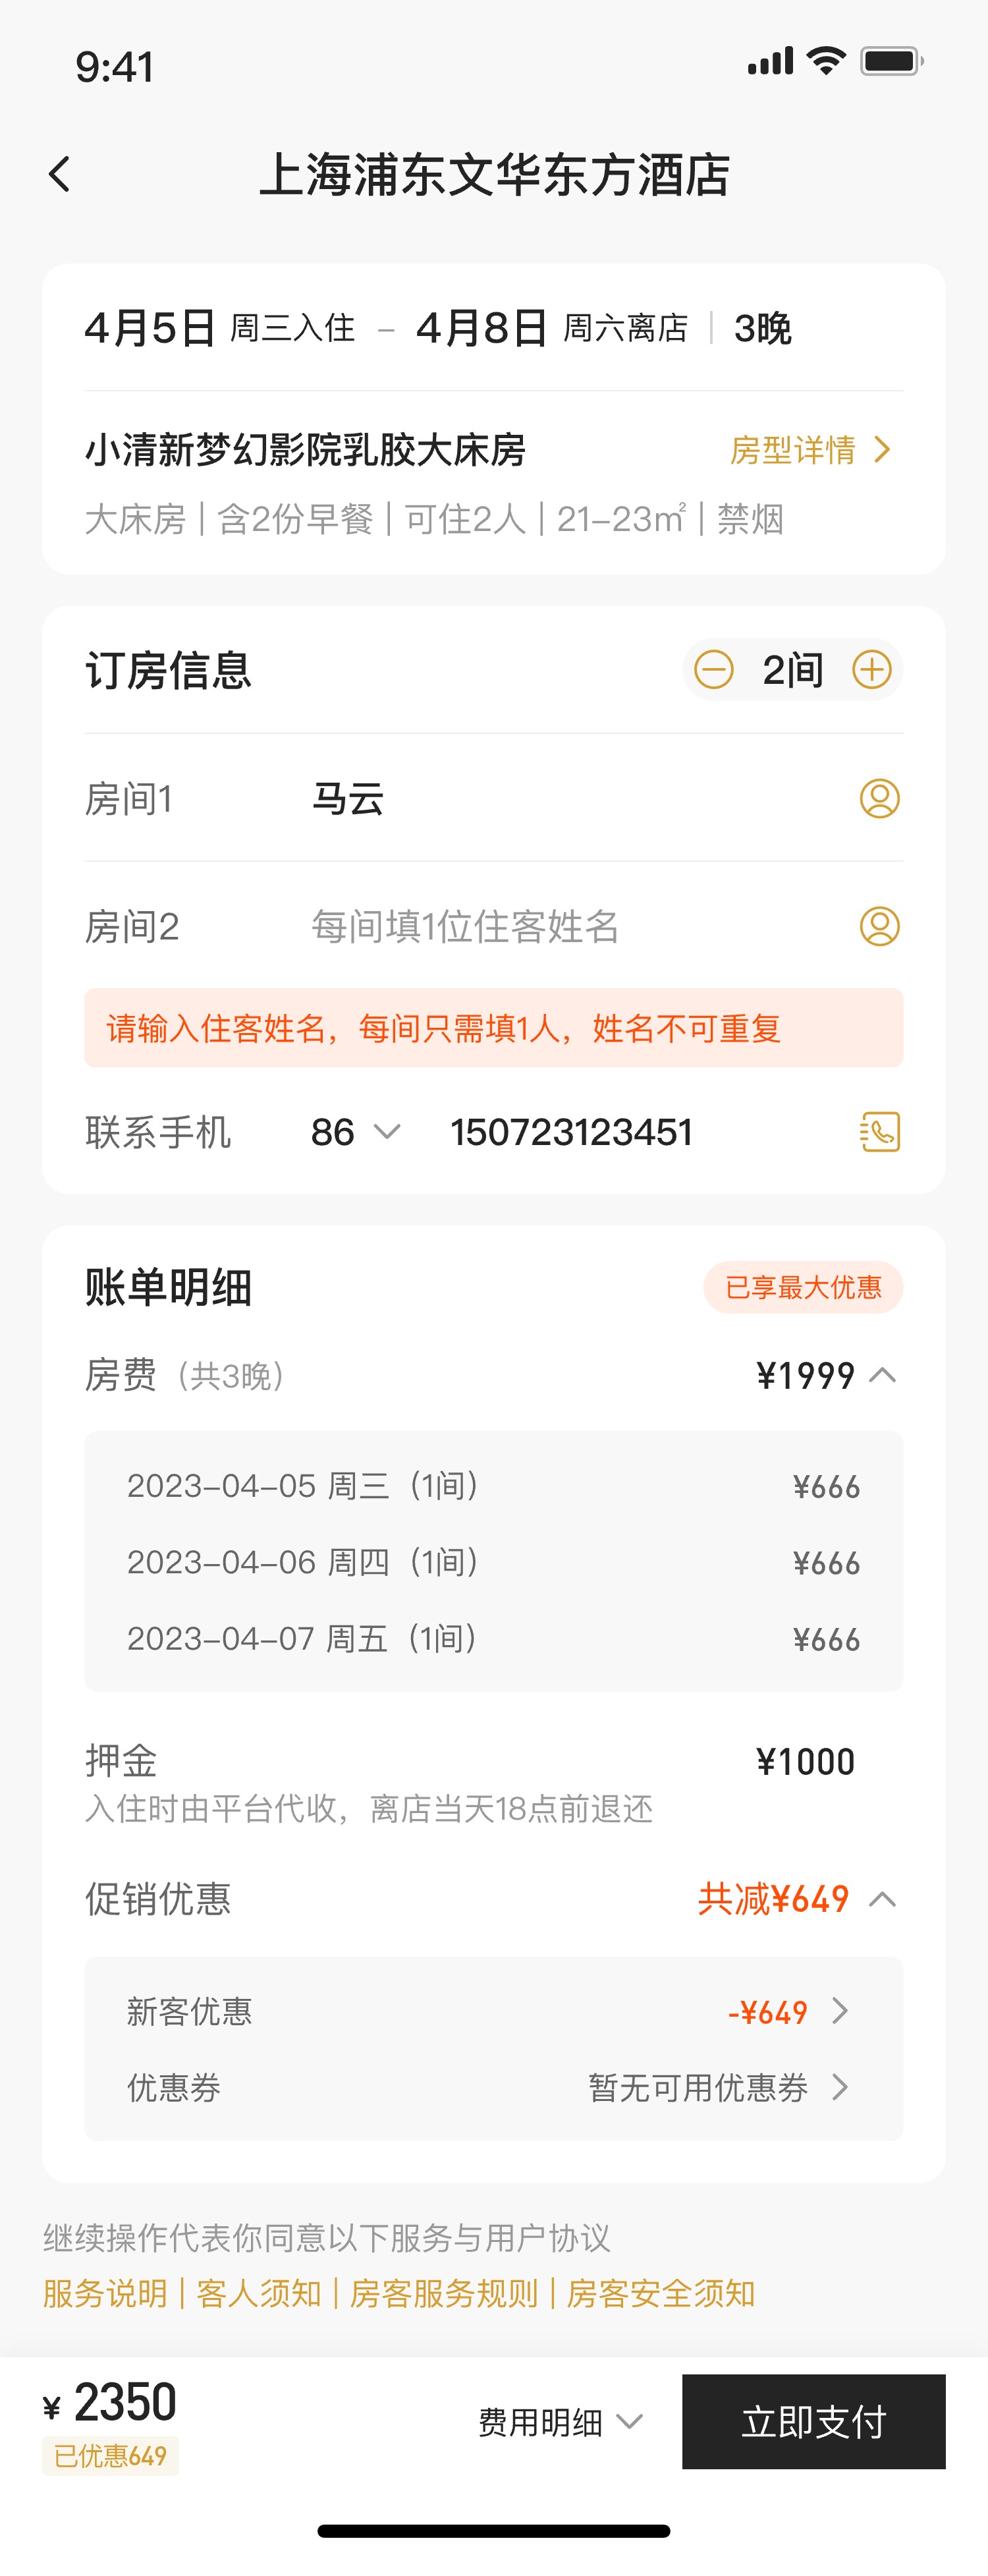 9:41
上海浦东文华东方酒店
4月5日 周三入住 – 4月8日 周六离店 | 3晚
小清新梦幻影院乳胶大床房 房型详情
大床房 | 含2份早餐 | 可住2人 | 21–23㎡ | 禁烟
订房信息 2间
房间1 马云
房间2 每间填1位住客姓名
请输入住客姓名，每间只需填1人，姓名不可重复
联系手机 86 150723123451
账单明细 已享最大优惠
房费（共3晚） ¥1999
2023–04–05 周三（1间） ¥666
2023–04–06 周四（1间） ¥666
2023–04–07 周五（1间） ¥666
押金 ¥1000
入住时由平台代收，离店当天18点前退还
促销优惠 共减¥649
新客优惠 -¥649
优惠券 暂无可用优惠券
继续操作代表你同意以下服务与用户协议
服务说明 | 客人须知 | 房客服务规则 | 房客安全须知
¥ 2350 费用明细 立即支付
已优惠649